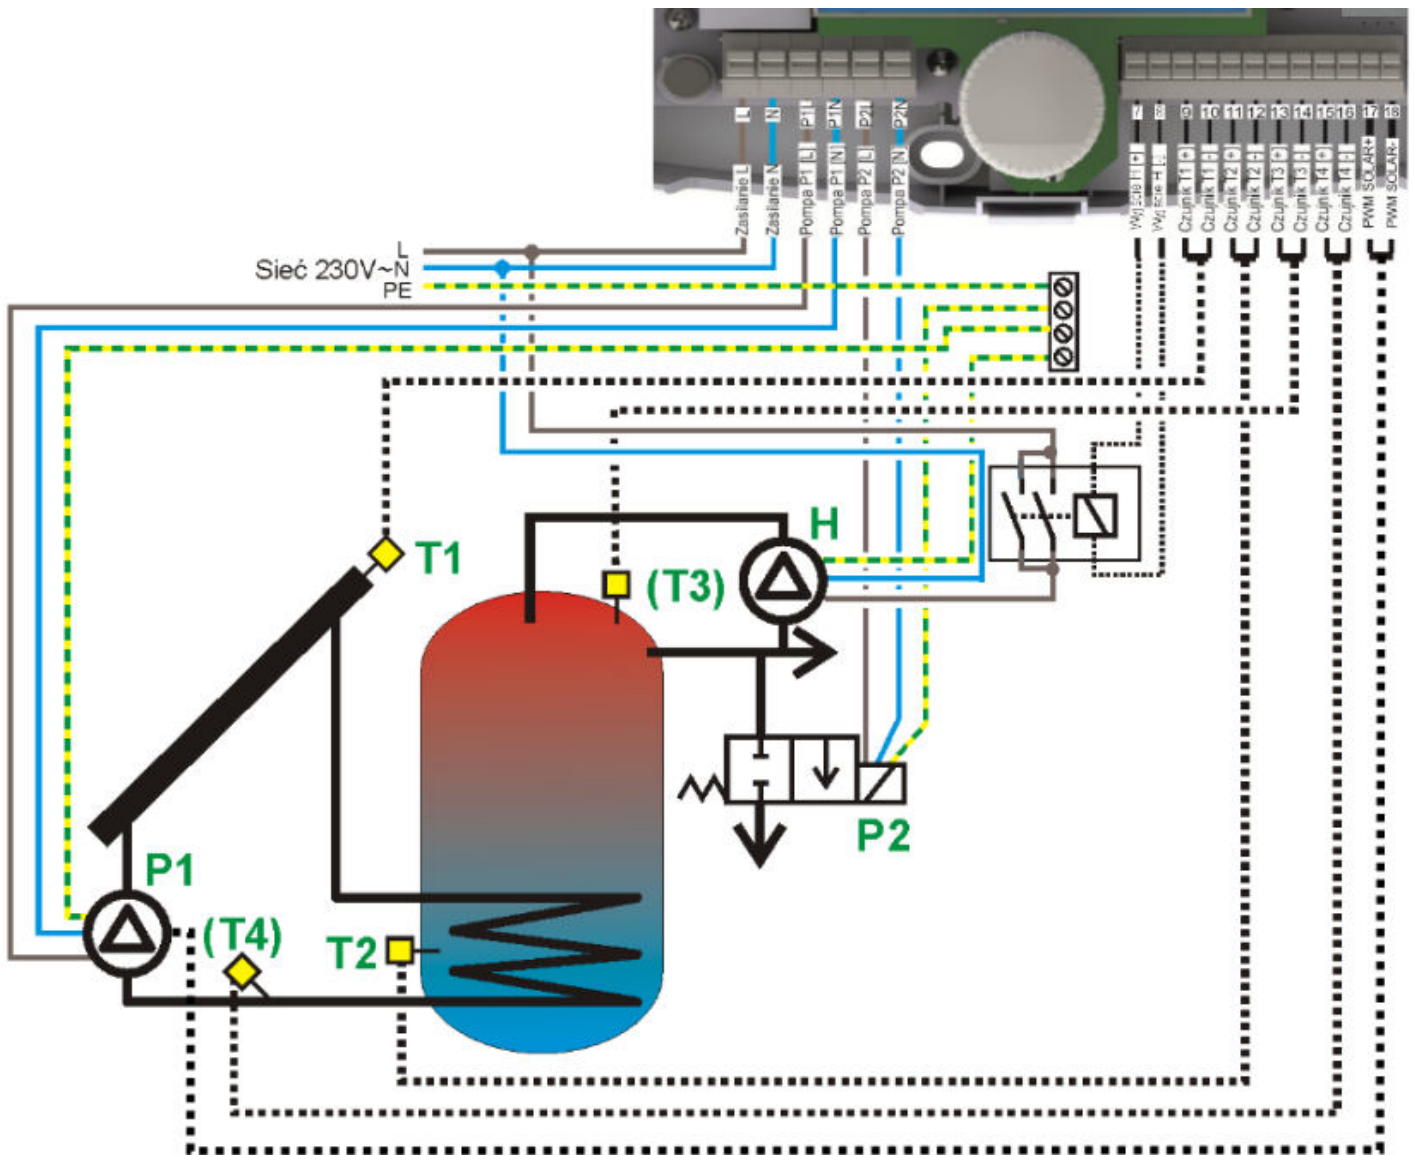 L
N
P1L
P1N
P2L
P2N
7
8
9
10
11
12
13
14
15
16
17
18
Zasilanie L
Zasilanie N
Pompa P1 [L]
Pompa P1 [N]
Pompa P2 [L]
Pompa P2 [N]
Wyjście H [+]
Wyjście H [-]
Czujnik T1 [+]
Czujnik T1 [-]
Czujnik T2 [+]
Czujnik T2 [-]
Czujnik T3 [+]
Czujnik T3 [-]
Czujnik T4 [+]
Czujnik T4 [-]
PWM SOLAR+
PWM SOLAR-
L
Sieć 230V~N
PE
H
T1
(T3)
P2
P1
(T4)
T2